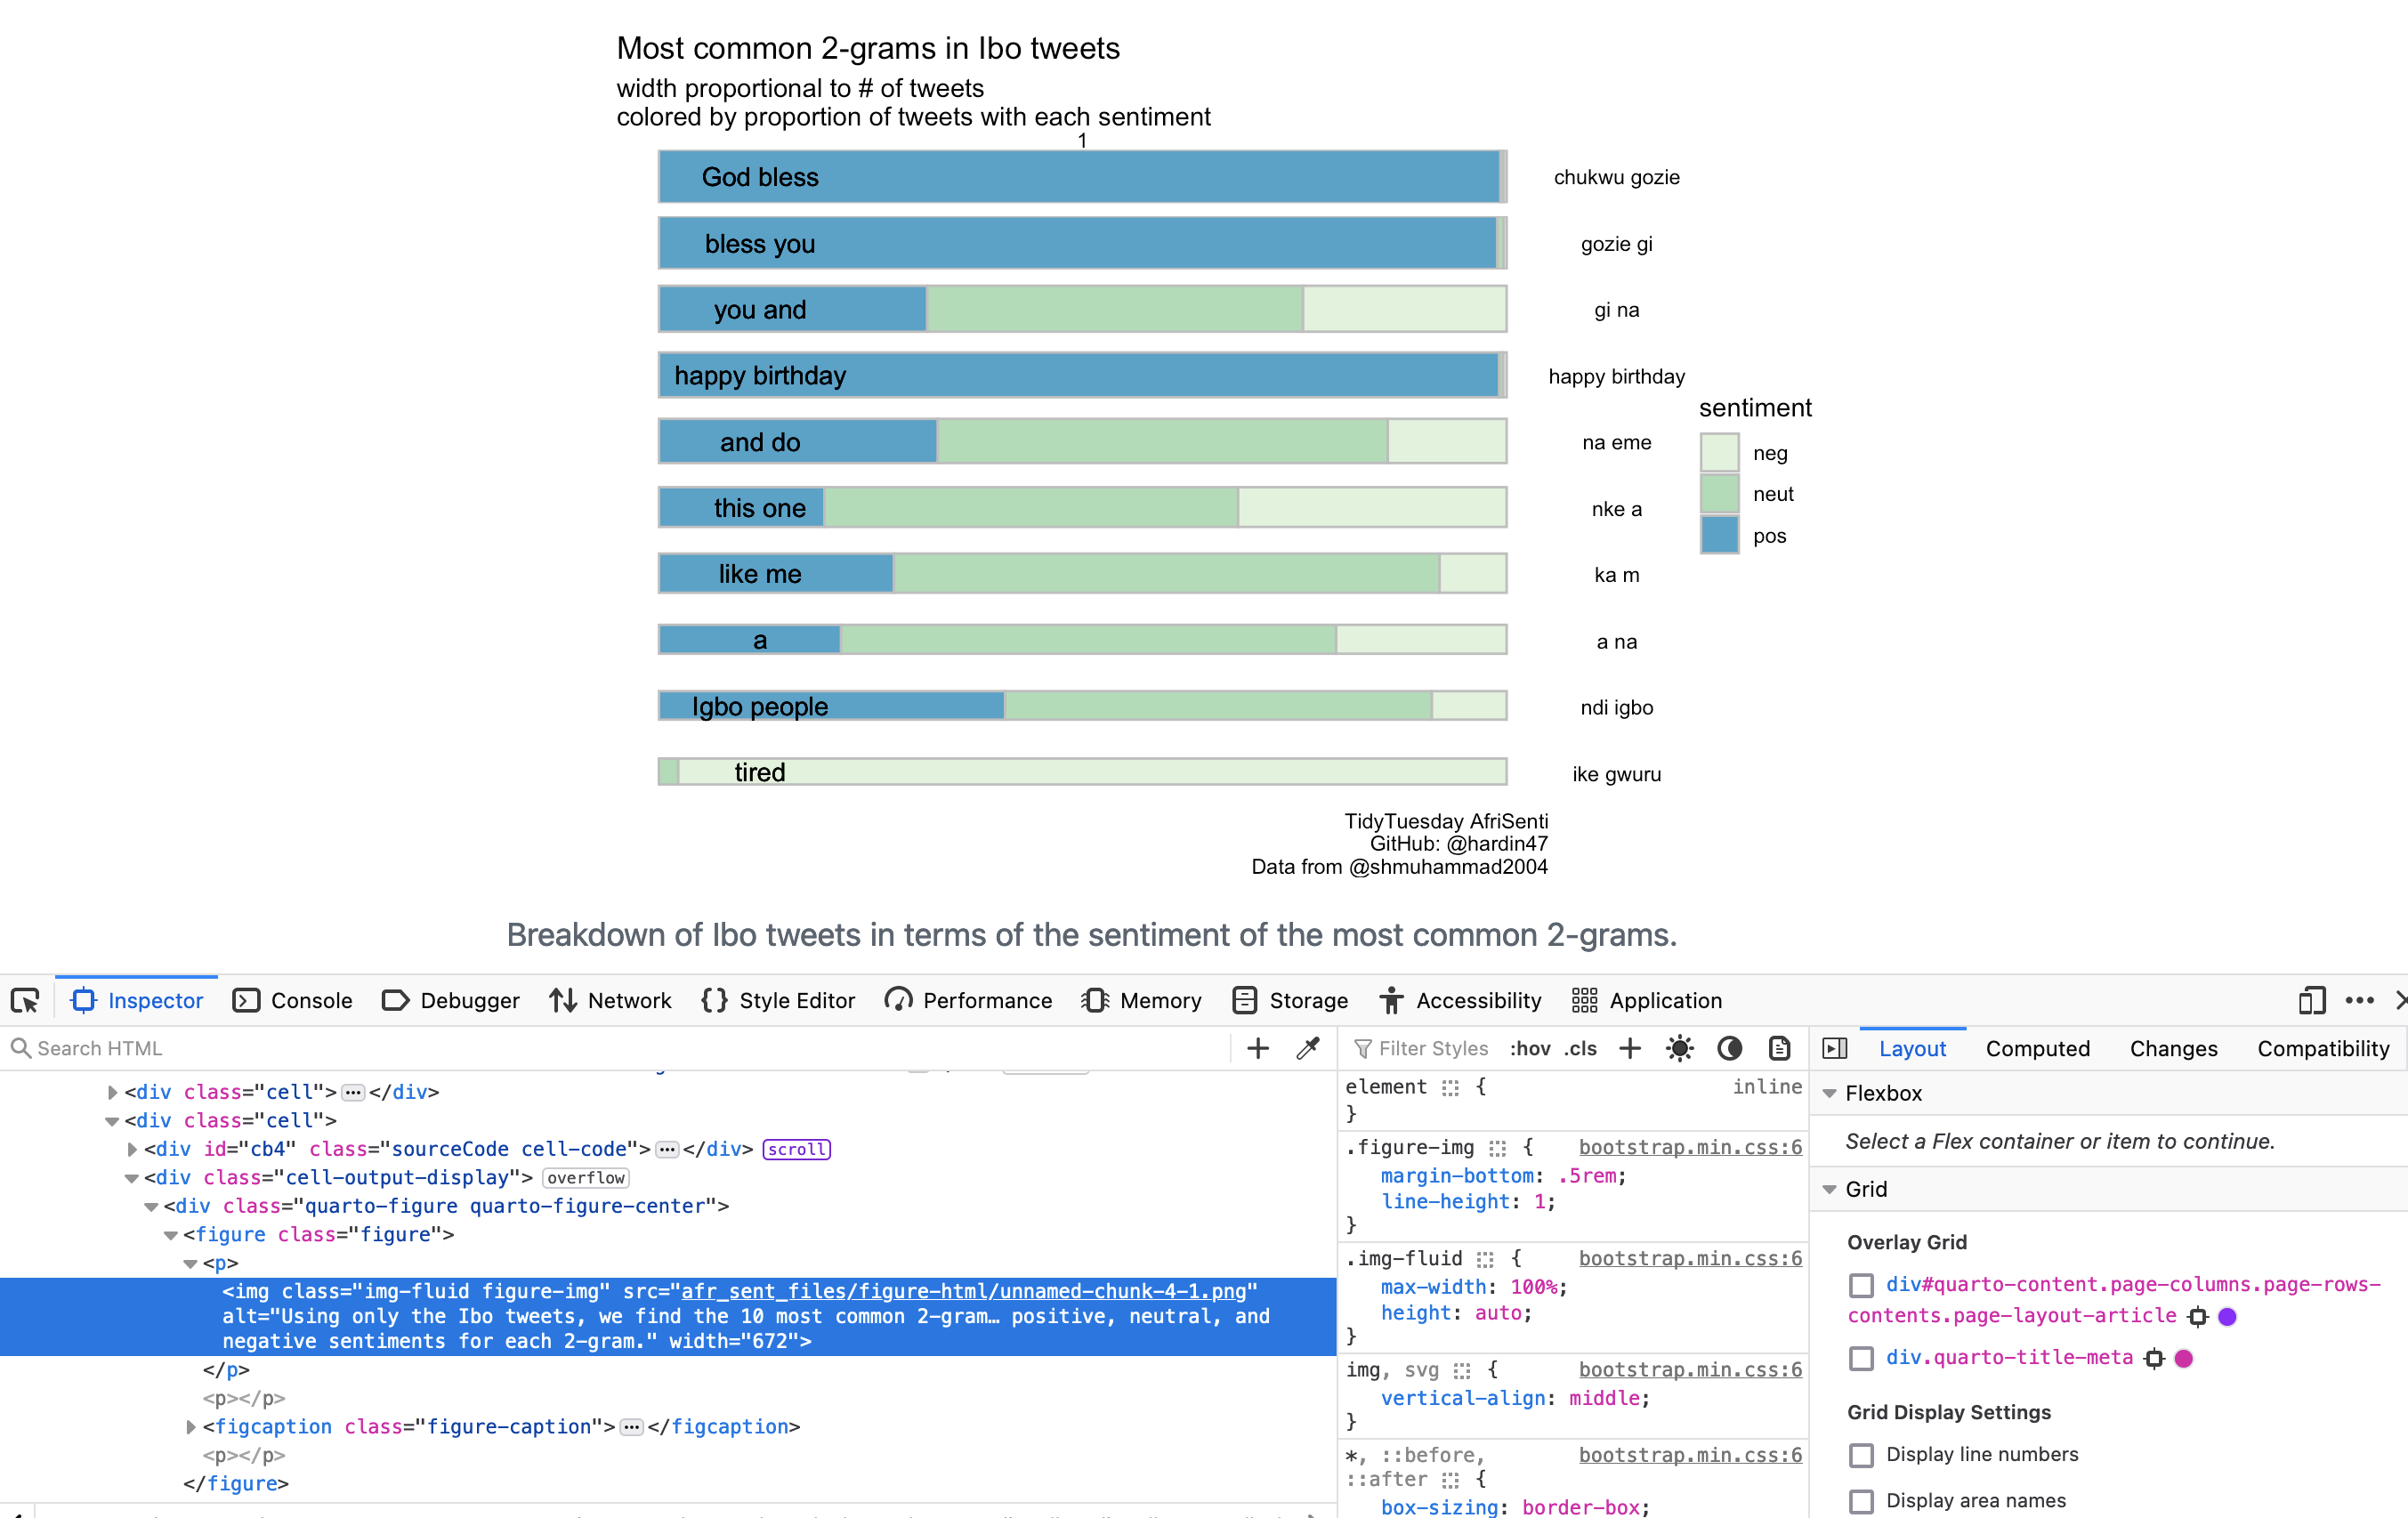 Most common 2-grams in Ibo tweets
width proportional to # of tweets
colored by proportion of tweets with each sentiment
1
God bless chukwu gozie
bless you gozie gi
you and gi na
happy birthday happy birthday
and do na eme
this one nke a
like me ka m
a a na
Igbo people ndi igbo
tired ike gwuru
sentiment
neg
neut
pos
TidyTuesday AfriSenti
GitHub: @hardin47
Data from @shmuhammad2004
Breakdown of Ibo tweets in terms of the sentiment of the most common 2-grams.
Inspector Console Debugger Network {} Style Editor Performance Memory Storage Accessibility Application
Search HTML
<div class="cell"> ··· </div>
<div class="cell">
<div id="cb4" class="sourceCode cell-code"> ··· </div> scroll
<div class="cell-output-display"> overflow
<div class="quarto-figure quarto-figure-center">
<figure class="figure">
<p>
<img class="img-fluid figure-img" src="afr_sent_files/figure-html/unnamed-chunk-4-1.png"
alt="Using only the Ibo tweets, we find the 10 most common 2-gram… positive, neutral, and
negative sentiments for each 2-gram." width="672">
</p>
<p></p>
<figcaption class="figure-caption"> ··· </figcaption>
<p></p>
</figure>
Filter Styles :hov .cls
element { inline
}
.figure-img { bootstrap.min.css:6
margin-bottom: .5rem;
line-height: 1;
}
.img-fluid { bootstrap.min.css:6
max-width: 100%;
height: auto;
}
img, svg { bootstrap.min.css:6
vertical-align: middle;
}
*, ::before, bootstrap.min.css:6
::after {
box-sizing: border-box;
Layout Computed Changes Compatibility
Flexbox
Select a Flex container or item to continue.
Grid
Overlay Grid
div#quarto-content.page-columns.page-rows-
contents.page-layout-article
div.quarto-title-meta
Grid Display Settings
Display line numbers
Display area names